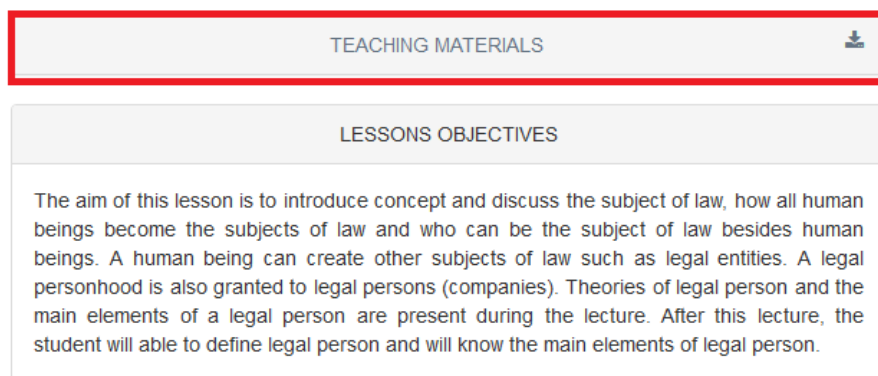 TEACHING MATERIALS
LESSONS OBJECTIVES
The aim of this lesson is to introduce concept and discuss the subject of law, how all human
beings become the subjects of law and who can be the subject of law besides human
beings. A human being can create other subjects of law such as legal entities. A legal
personhood is also granted to legal persons (companies). Theories of legal person and the
main elements of a legal person are present during the lecture. After this lecture, the
student will able to define legal person and will know the main elements of legal person.